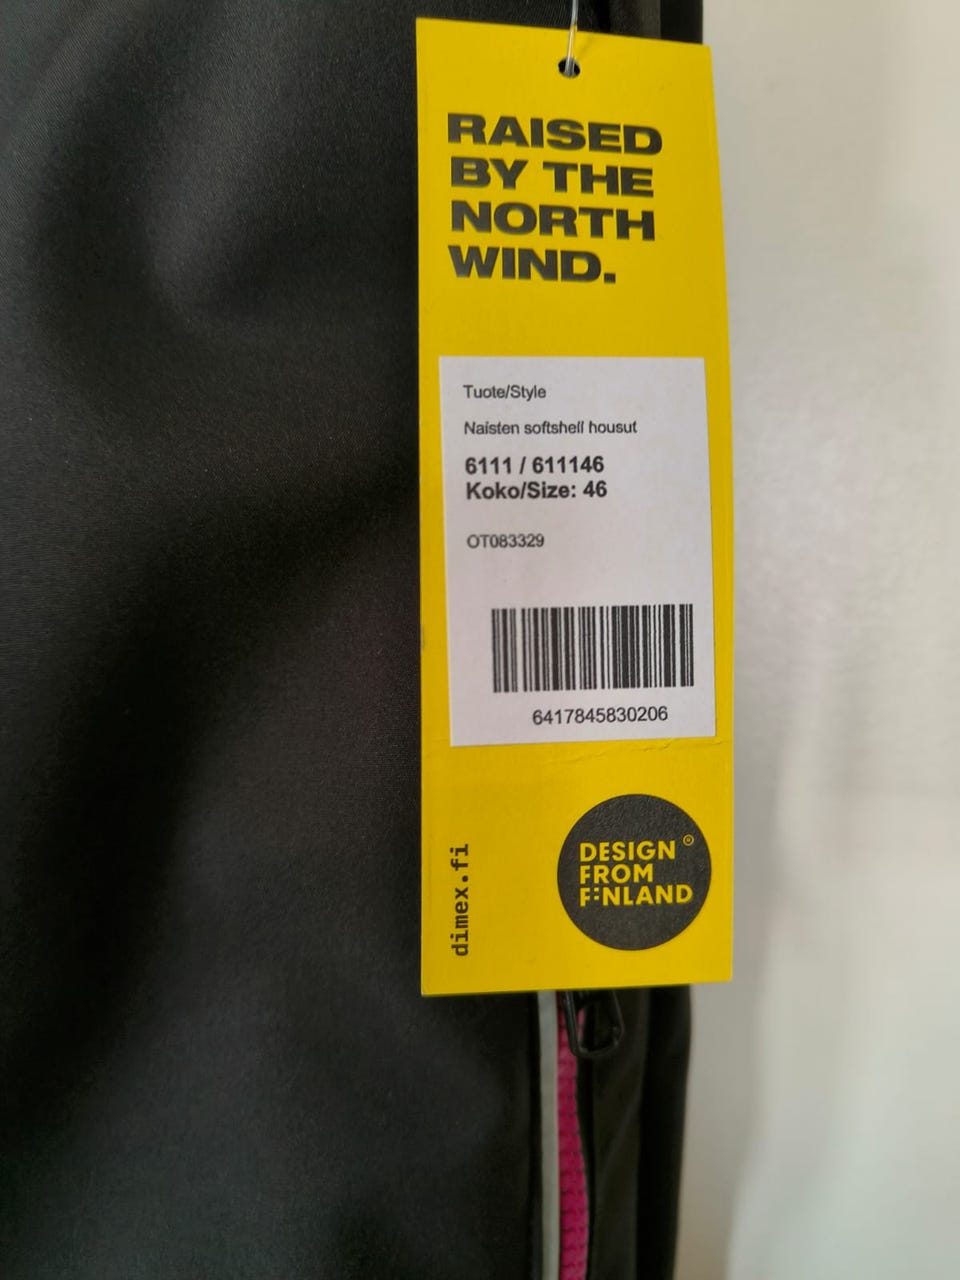 RAISED
BY THE
NORTH
WIND.
Tuote/Style
Naisten softshell housut
6111 / 611146
Koko/Size: 46
OT083329
6417845830206
dimex.fi
DESIGN ®
FROM
FINLAND